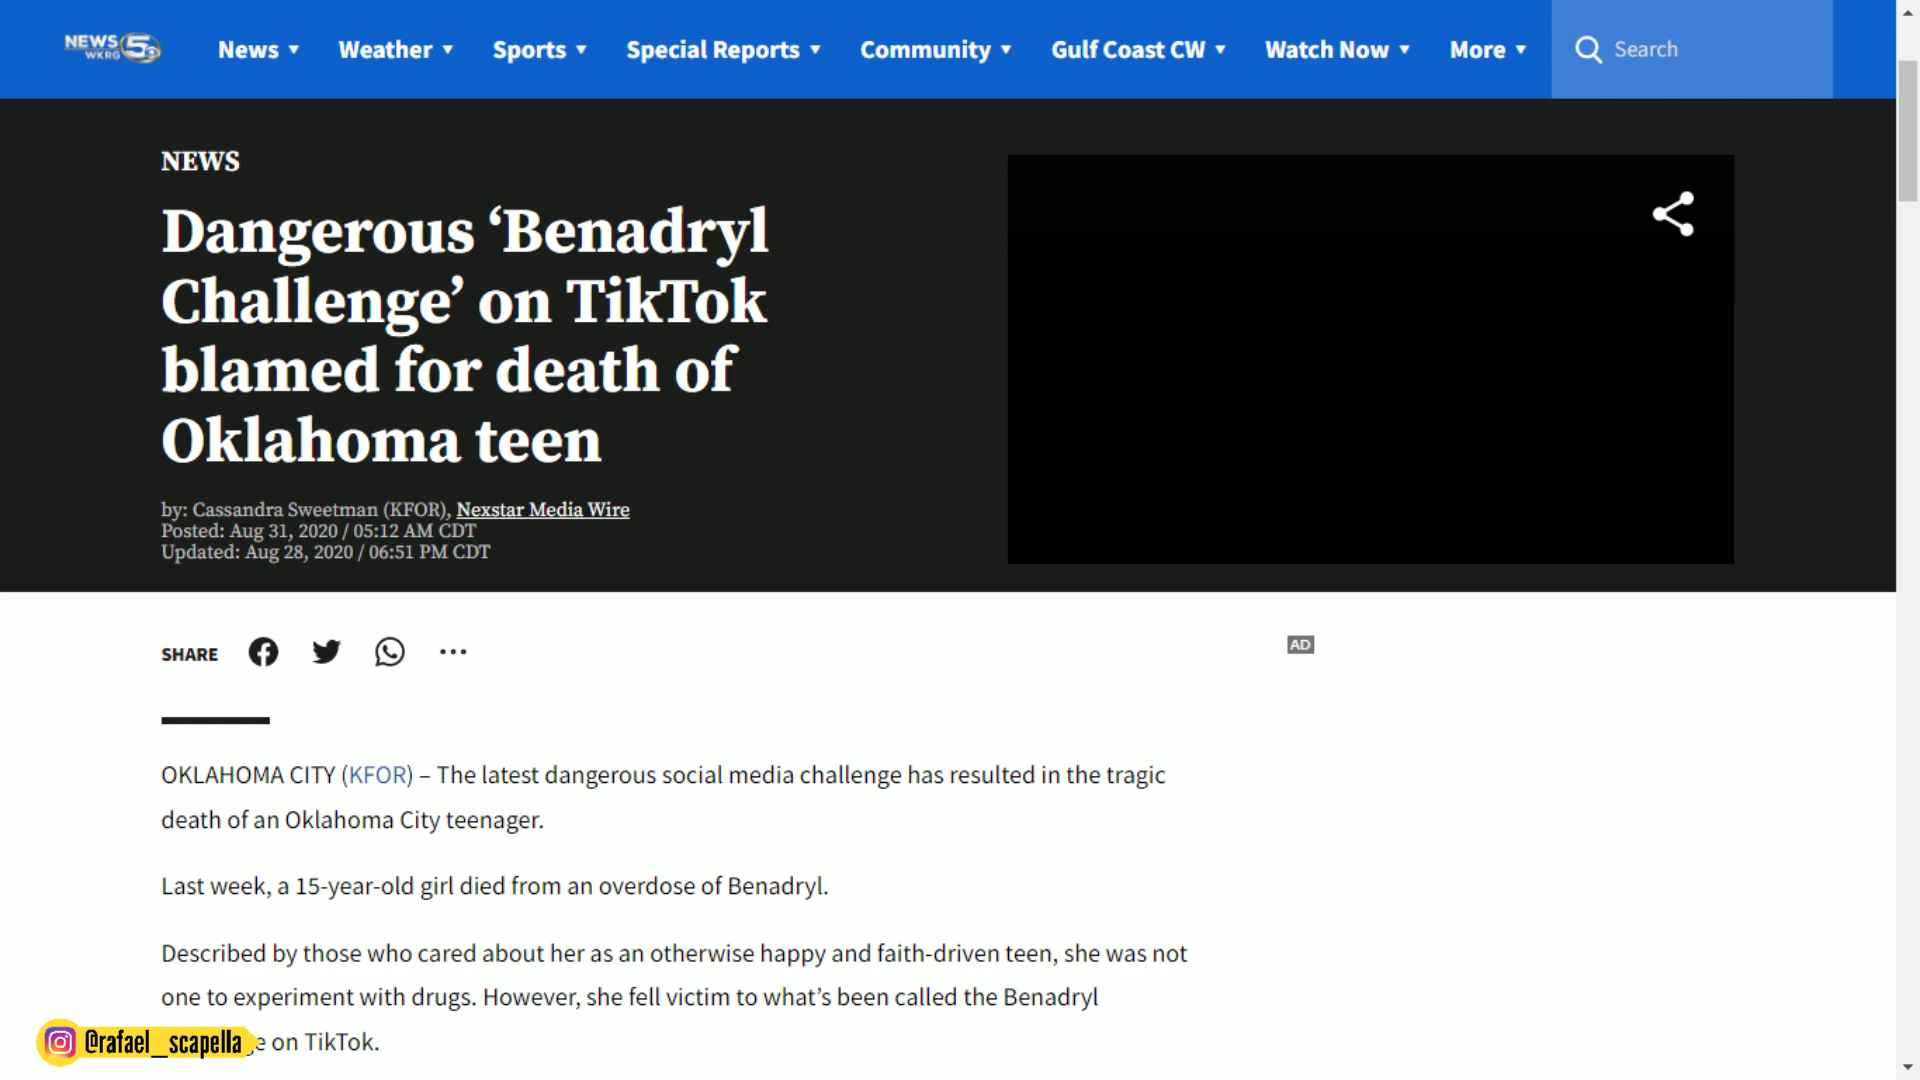 NEWS 5
WKRG
News Weather Sports Special Reports Community Gulf Coast CW Watch Now More Search
NEWS
Dangerous ‘Benadryl
Challenge’ on TikTok
blamed for death of
Oklahoma teen
by: Cassandra Sweetman (KFOR), Nexstar Media Wire
Posted: Aug 31, 2020 / 05:12 AM CDT
Updated: Aug 28, 2020 / 06:51 PM CDT
SHARE
AD
OKLAHOMA CITY (KFOR) – The latest dangerous social media challenge has resulted in the tragic
death of an Oklahoma City teenager.
Last week, a 15-year-old girl died from an overdose of Benadryl.
Described by those who cared about her as an otherwise happy and faith-driven teen, she was not
one to experiment with drugs. However, she fell victim to what’s been called the Benadryl
@rafael_scapella e on TikTok.